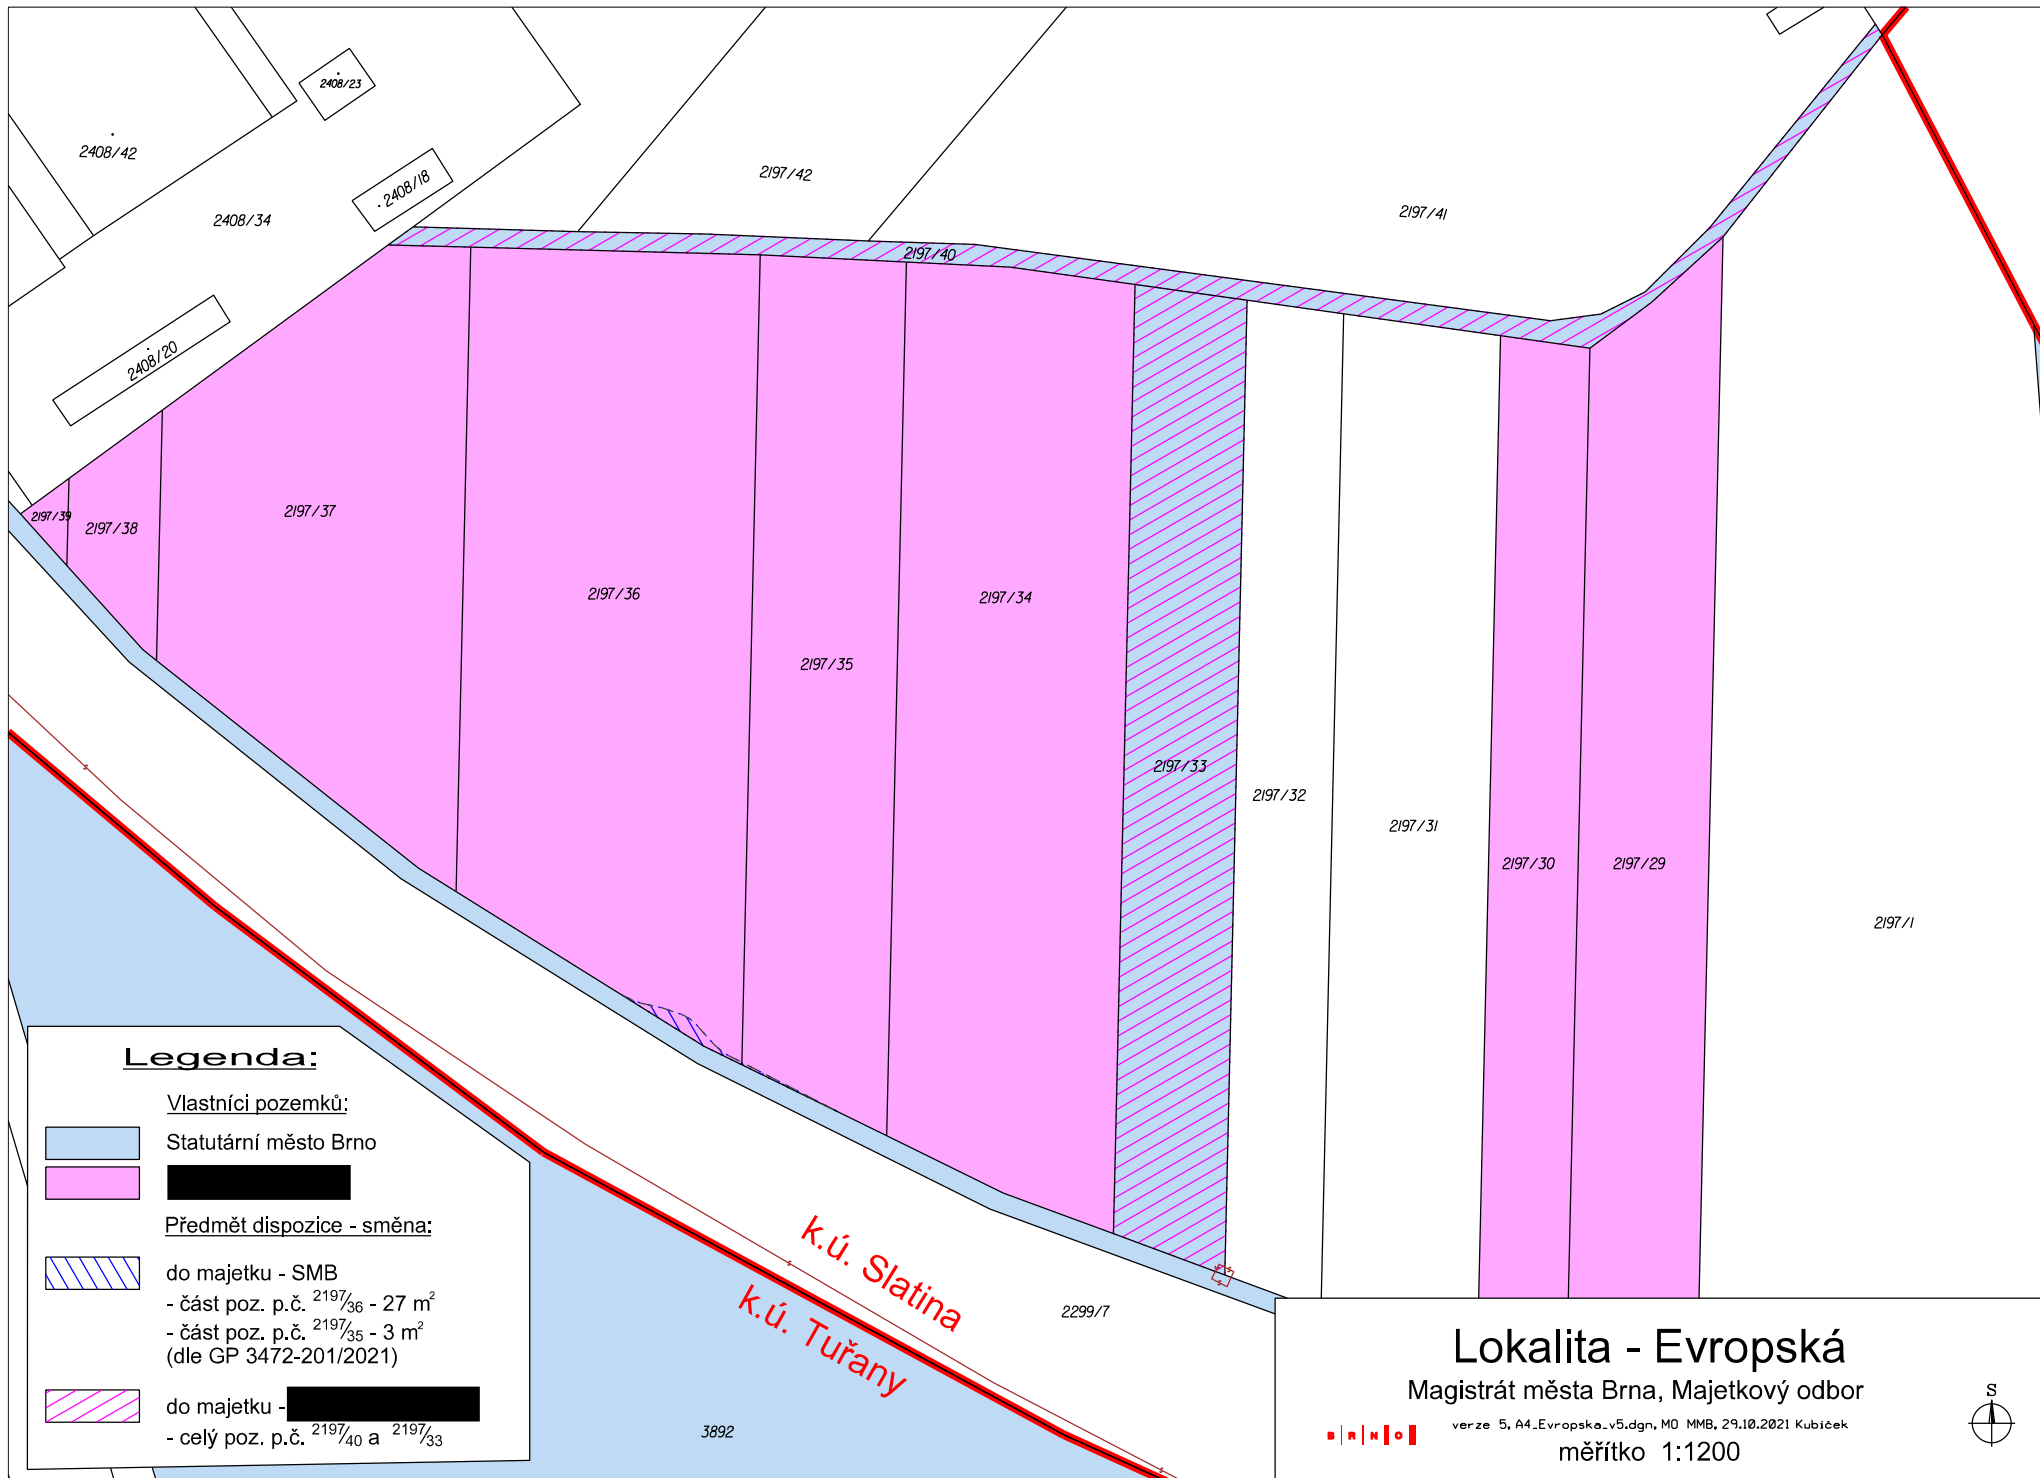 2408/23
2408/42
2408/18
2408/34
2197/42
2197/41
2197/40
2408/20
2197/39
2197/38
2197/37
2197/36
2197/35
2197/34
2197/33
2197/32
2197/31
2197/30
2197/29
2197/1
k.ú. Slatina
k.ú. Tuřany
2299/7
3892
Legenda:
Vlastníci pozemků:
Statutární město Brno
Předmět dispozice - směna:
do majetku - SMB
- část poz. p.č. 2197/36 - 27 m²
- část poz. p.č. 2197/35 - 3 m²
(dle GP 3472-201/2021)
do majetku -
- celý poz. p.č. 2197/40 a 2197/33
Lokalita - Evropská
Magistrát města Brna, Majetkový odbor
verze 5, A4_Evropska_v5.dgn, MO MMB, 29.10.2021 Kubíček
BRNO
měřítko 1:1200
S